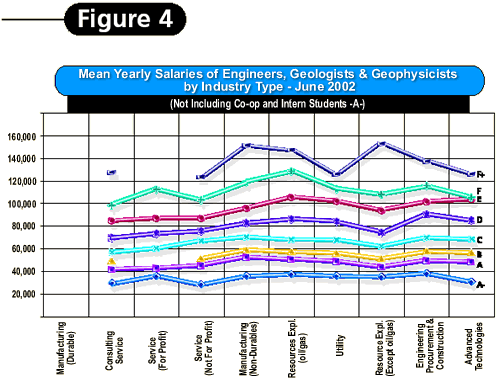 Figure 4
Mean Yearly Salaries of Engineers, Geologists & Geophysicists
by Industry Type - June 2002
(Not Including Co-op and Intern Students -A-)
160,000
140,000
120,000
100,000
80,000
60,000
40,000
20,000
F+
F
E
D
C
B
A
A-
Manufacturing
(Durable)
Consulting
Service
Service
(For Profit)
Service
(Not For Profit)
Manufacturing
(Non-Durables)
Resources Expl.
(oil/gas)
Utility
Resource Expl.
(Except oil/gas)
Engineering
Procurement &
Construction
Advanced
Technologies